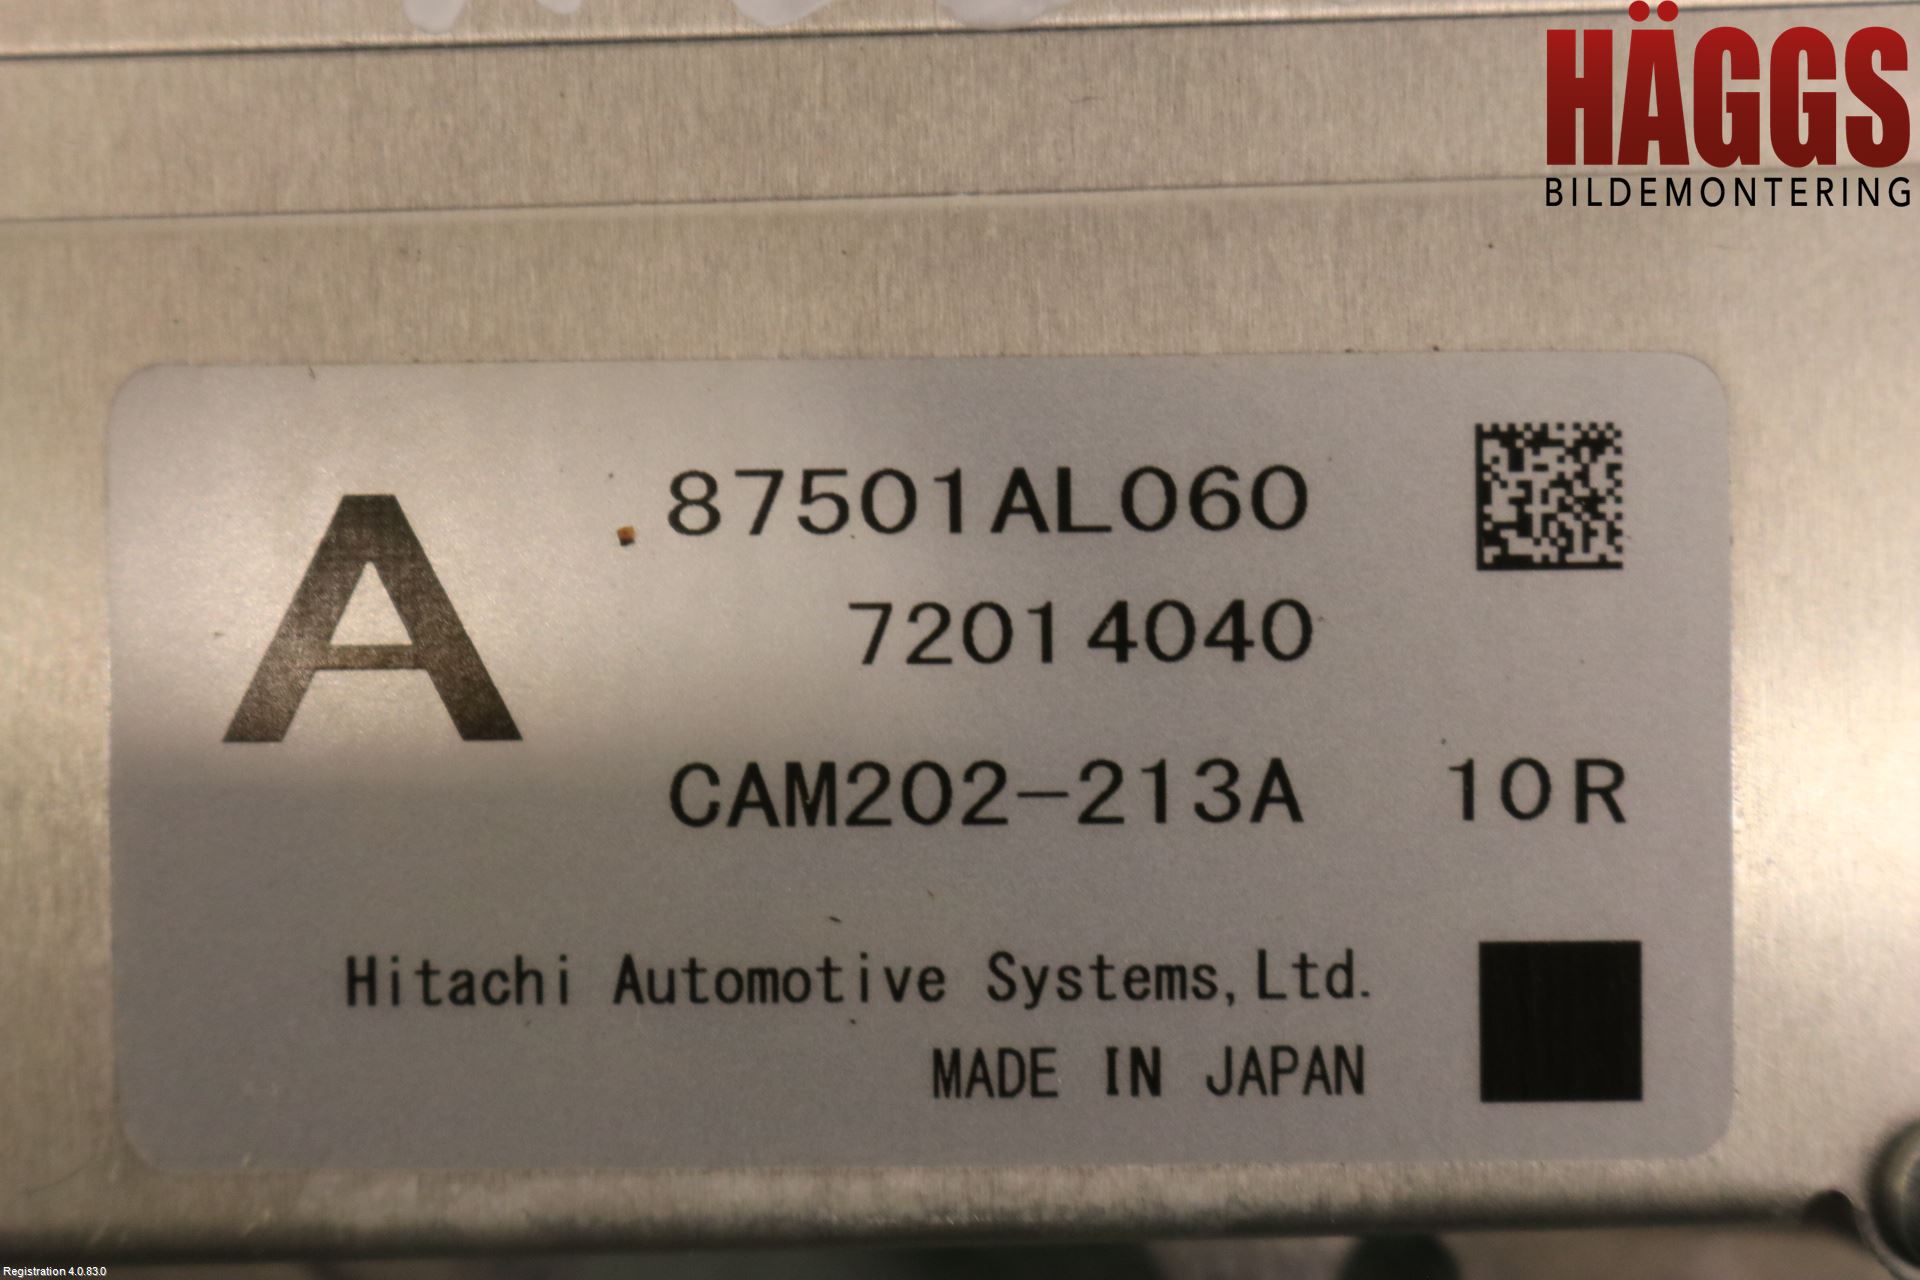 HÄGGS
BILDEMONTERING
A
87501AL060
72014040
CAM202-213A 10R
Hitachi Automotive Systems,Ltd.
MADE IN JAPAN
Registration 4.0.83.0